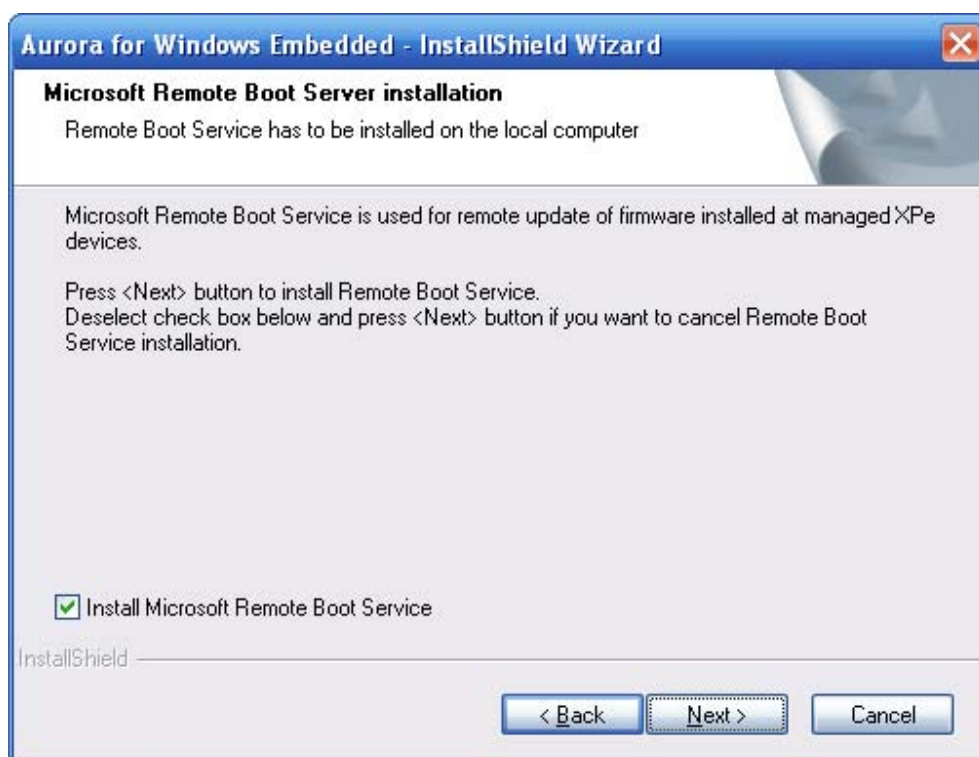 Aurora for Windows Embedded - InstallShield Wizard
Microsoft Remote Boot Server installation
Remote Boot Service has to be installed on the local computer
Microsoft Remote Boot Service is used for remote update of firmware installed at managed XPe
devices.
Press <Next> button to install Remote Boot Service.
Deselect check box below and press <Next> button if you want to cancel Remote Boot
Service installation.
Install Microsoft Remote Boot Service
InstallShield
< Back
Next >
Cancel